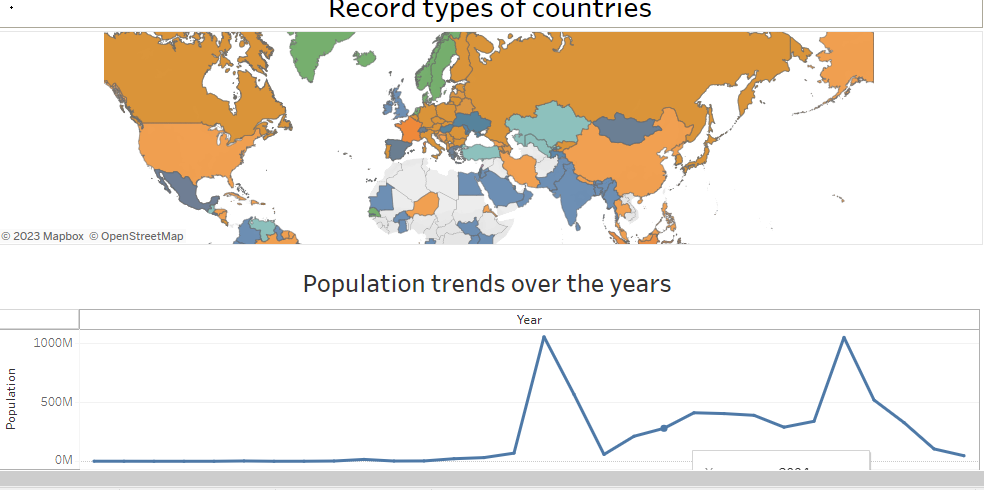 Record types of countries
© 2023 Mapbox © OpenStreetMap
Population trends over the years
Year
Population
1000M
500M
0M